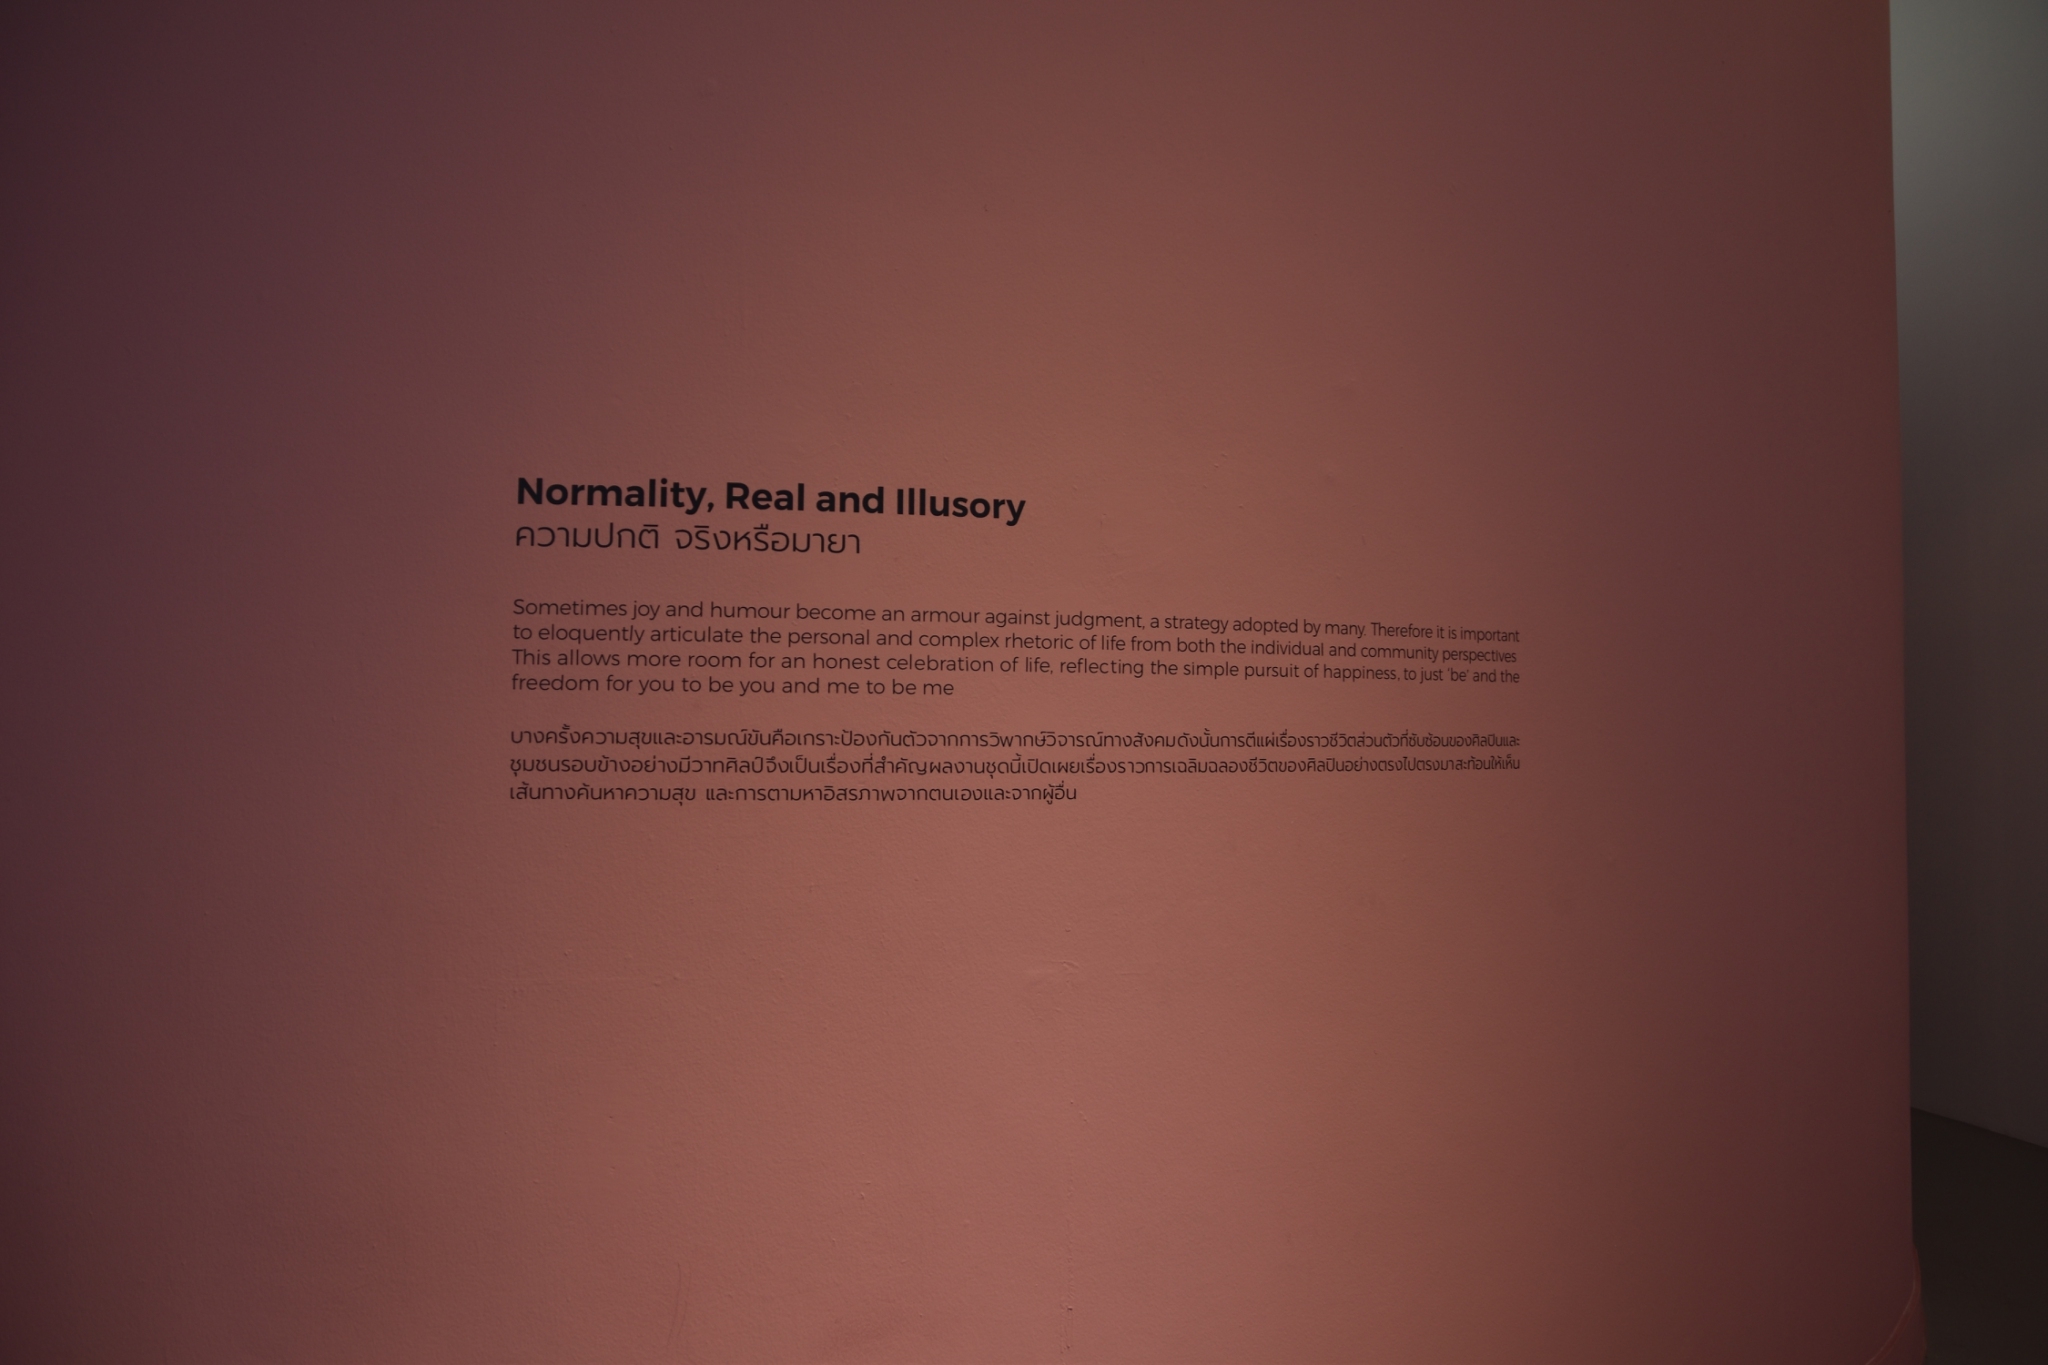 Normality, Real and Illusory
ความปกติ จริงหรือมายา
Sometimes joy and humour become an armour against judgment, a strategy adopted by many. Therefore it is important
to eloquently articulate the personal and complex rhetoric of life from both the individual and community perspectives
This allows more room for an honest celebration of life, reflecting the simple pursuit of happiness, to just 'be' and the
freedom for you to be you and me to be me
บางครั้งความสุขและอารมณ์ขันคือเกราะป้องกันตัวจากการวิพากษ์วิจารณ์ทางสังคมดังนั้นการตีแผ่เรื่องราวชีวิตส่วนตัวที่ซับซ้อนของศิลปินและ
ชุมชนรอบข้างอย่างมีวาทศิลป์จึงเป็นเรื่องที่สำคัญผลงานชุดนี้เปิดเผยเรื่องราวการเฉลิมฉลองชีวิตของศิลปินอย่างตรงไปตรงมาสะท้อนให้เห็น
เส้นทางค้นหาความสุข และการตามหาอิสรภาพจากตนเองและจากผู้อื่น